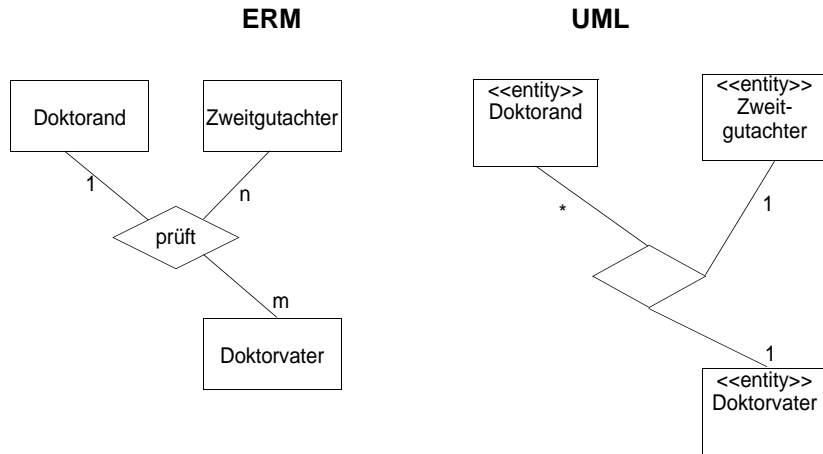 ERM
UML
Doktorand
Zweitgutachter
1
n
prüft
m
Doktorvater
<<entity>>
Doktorand
<<entity>>
Zweit-
gutachter
*
1
1
<<entity>>
Doktorvater